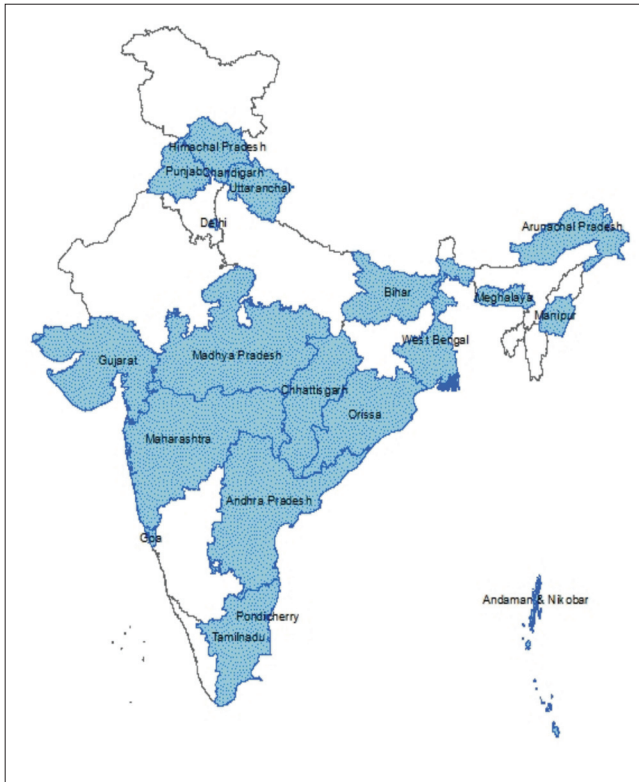 Himachal Pradesh
Punjab
Chandigarh
Uttaranchal
Delhi
Arunachal Pradesh
Bihar
Meghalaya
Manipur
West Bengal
Madhya Pradesh
Gujarat
Chhattisgarh
Orissa
Maharashtra
Andhra Pradesh
Goa
Andaman & Nikobar
Pondicherry
Tamilnadu